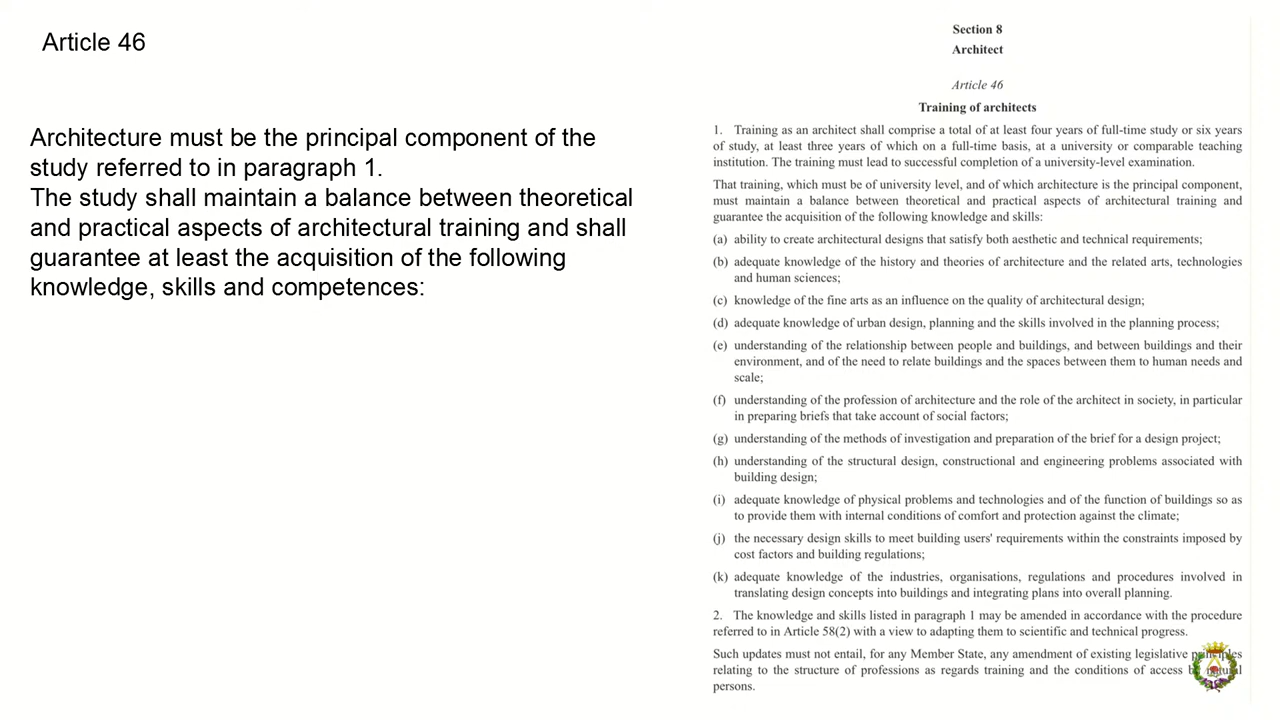 Article 46
Architecture must be the principal component of the
study referred to in paragraph 1.
The study shall maintain a balance between theoretical
and practical aspects of architectural training and shall
guarantee at least the acquisition of the following
knowledge, skills and competences:
Section 8
Architect
Article 46
Training of architects
1. Training as an architect shall comprise a total of at least four years of full-time study or six years
of study, at least three years of which on a full-time basis, at a university or comparable teaching
institution. The training must lead to successful completion of a university-level examination.
That training, which must be of university level, and of which architecture is the principal component,
must maintain a balance between theoretical and practical aspects of architectural training and
guarantee the acquisition of the following knowledge and skills:
(a) ability to create architectural designs that satisfy both aesthetic and technical requirements;
(b) adequate knowledge of the history and theories of architecture and the related arts, technologies
and human sciences;
(c) knowledge of the fine arts as an influence on the quality of architectural design;
(d) adequate knowledge of urban design, planning and the skills involved in the planning process;
(e) understanding of the relationship between people and buildings, and between buildings and their
environment, and of the need to relate buildings and the spaces between them to human needs and
scale;
(f) understanding of the profession of architecture and the role of the architect in society, in particular
in preparing briefs that take account of social factors;
(g) understanding of the methods of investigation and preparation of the brief for a design project;
(h) understanding of the structural design, constructional and engineering problems associated with
building design;
(i) adequate knowledge of physical problems and technologies and of the function of buildings so as
to provide them with internal conditions of comfort and protection against the climate;
(j) the necessary design skills to meet building users' requirements within the constraints imposed by
cost factors and building regulations;
(k) adequate knowledge of the industries, organisations, regulations and procedures involved in
translating design concepts into buildings and integrating plans into overall planning.
2. The knowledge and skills listed in paragraph 1 may be amended in accordance with the procedure
referred to in Article 58(2) with a view to adapting them to scientific and technical progress.
Such updates must not entail, for any Member State, any amendment of existing legislative principles
relating to the structure of professions as regards training and the conditions of access by natural
persons.